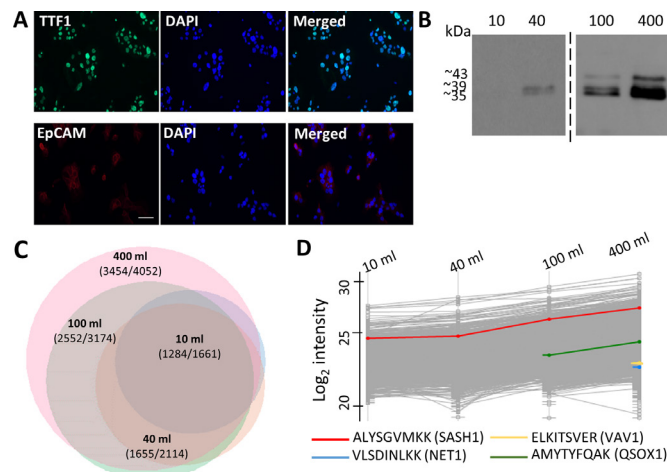 A
TTF1 DAPI Merged
EpCAM DAPI Merged
B
10 40 100 400
kDa
~43
~39
~35
C
400 ml
(3454/4052)
100 ml
(2552/3174)
10 ml
(1284/1661)
40 ml
(1655/2114)
D
10 ml 40 ml 100 ml 400 ml
Log2 intensity
30
25
20
ALYSGVMKK (SASH1) ELKITSVER (VAV1)
VLSDINLKK (NET1) AMYTYFQAK (QSOX1)